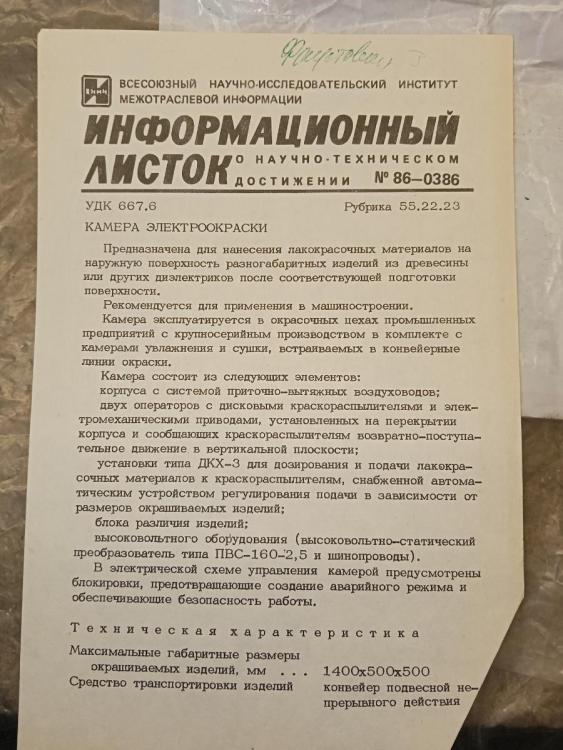 ВСЕСОЮЗНЫЙ НАУЧНО-ИССЛЕДОВАТЕЛЬСКИЙ ИНСТИТУТ
МЕЖОТРАСЛЕВОЙ ИНФОРМАЦИИ
ИНФОРМАЦИОННЫЙ
ЛИСТОК О НАУЧНО-ТЕХНИЧЕСКОМ
ДОСТИЖЕНИИ № 86-0386
УДК 667.6 Рубрика 55.22.23
КАМЕРА ЭЛЕКТРООКРАСКИ
Предназначена для нанесения лакокрасочных материалов на
наружную поверхность разногабаритных изделий из древесины
или других диэлектриков после соответствующей подготовки
поверхности.
Рекомендуется для применения в машиностроении.
Камера эксплуатируется в окрасочных цехах промышленных
предприятий с крупносерийным производством в комплекте с
камерами увлажнения и сушки, встраиваемых в конвейерные
линии окраски.
Камера состоит из следующих элементов:
корпуса с системой приточно-вытяжных воздуховодов;
двух операторов с дисковыми краскораспылителями и элек-
тромеханическими приводами, установленных на перекрытии
корпуса и сообщающих краскораспылителям возвратно-поступа-
тельное движение в вертикальной плоскости;
установки типа ДКХ-3 для дозирования и подачи лакокра-
сочных материалов к краскораспылителям, снабженной автома-
тическим устройством регулирования подачи в зависимости от
размеров окрашиваемых изделий;
блока различия изделий;
высоковольтного оборудования (высоковольтно-статический
преобразователь типа ПВС-160-2,5 и шинопроводы).
В электрической схеме управления камерой предусмотрены
блокировки, предотвращающие создание аварийного режима и
обеспечивающие безопасность работы.
Техническая характеристика
Максимальные габаритные размеры
окрашиваемых изделий, мм . . . 1400х500х500
Средство транспортировки изделий конвейер подвесной не-
прерывного действия